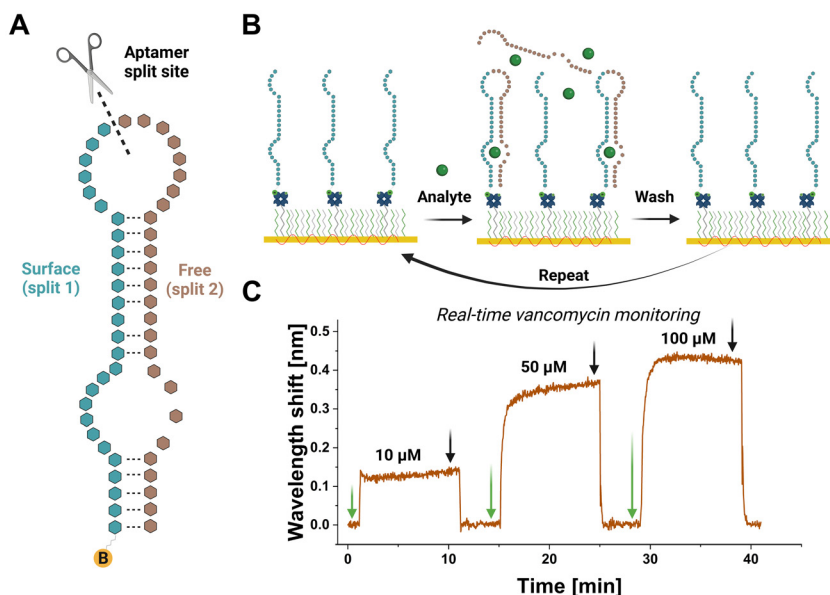 A
Aptamer
split site
Surface
(split 1)
Free
(split 2)
B
B
Analyte
Wash
Repeat
C
Real-time vancomycin monitoring
Wavelength shift [nm]
0.5
0.4
0.3
0.2
0.1
0.0
10 µM
50 µM
100 µM
0
10
20
30
40
Time [min]